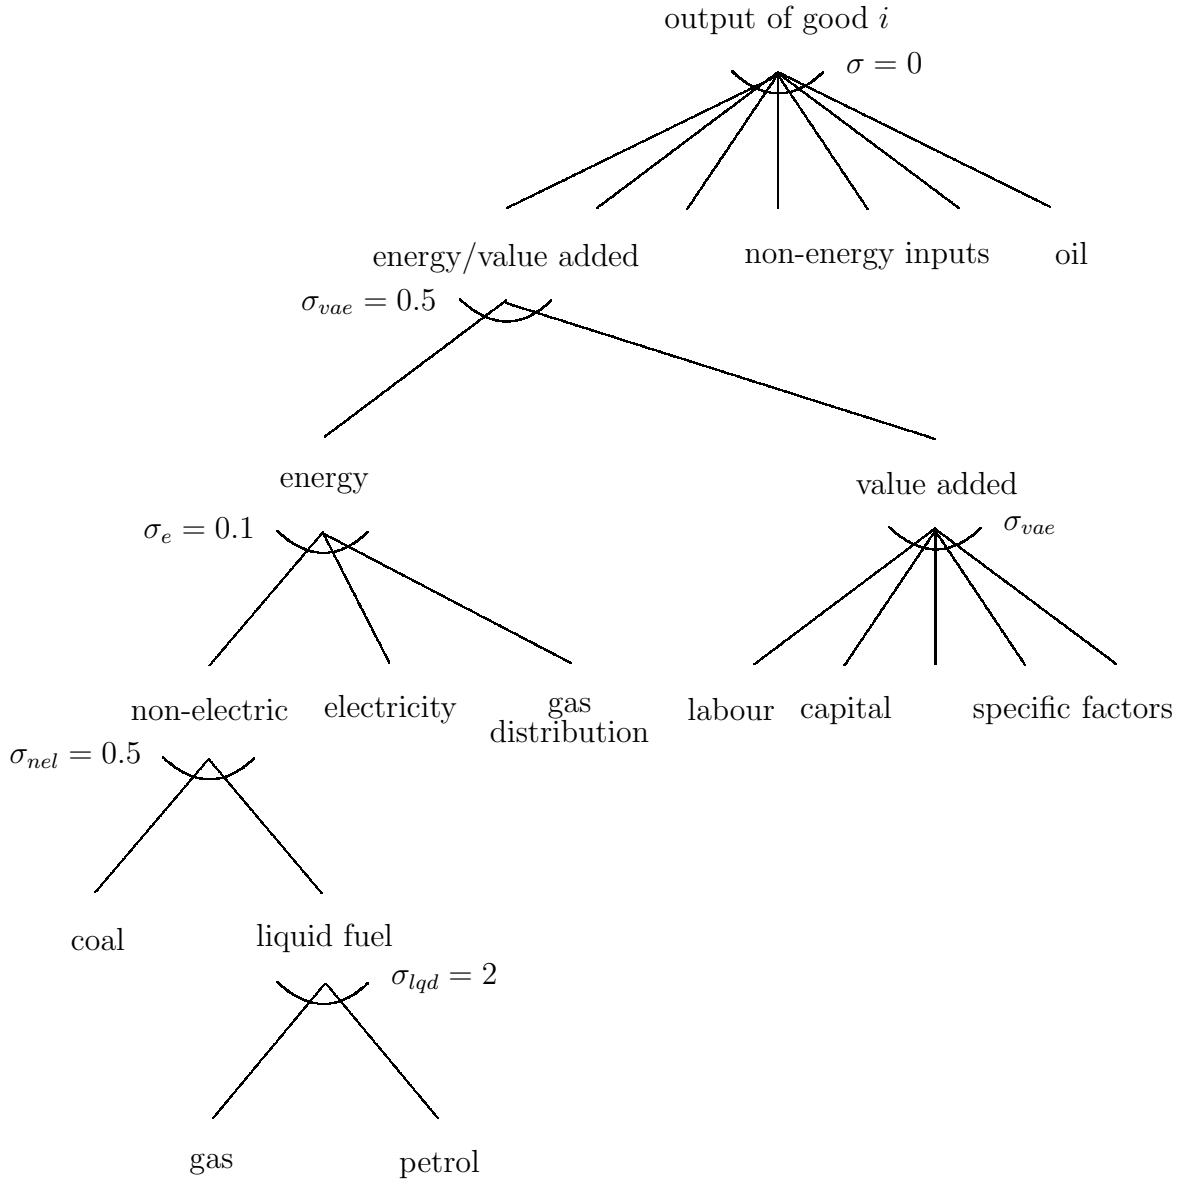 output of good i
σ = 0
energy/value added
non-energy inputs
oil
σ_vae = 0.5
energy
value added
σ_e = 0.1
σ_vae
non-electric
electricity
gas
distribution
labour
capital
specific factors
σ_nel = 0.5
coal
liquid fuel
σ_lqd = 2
gas
petrol